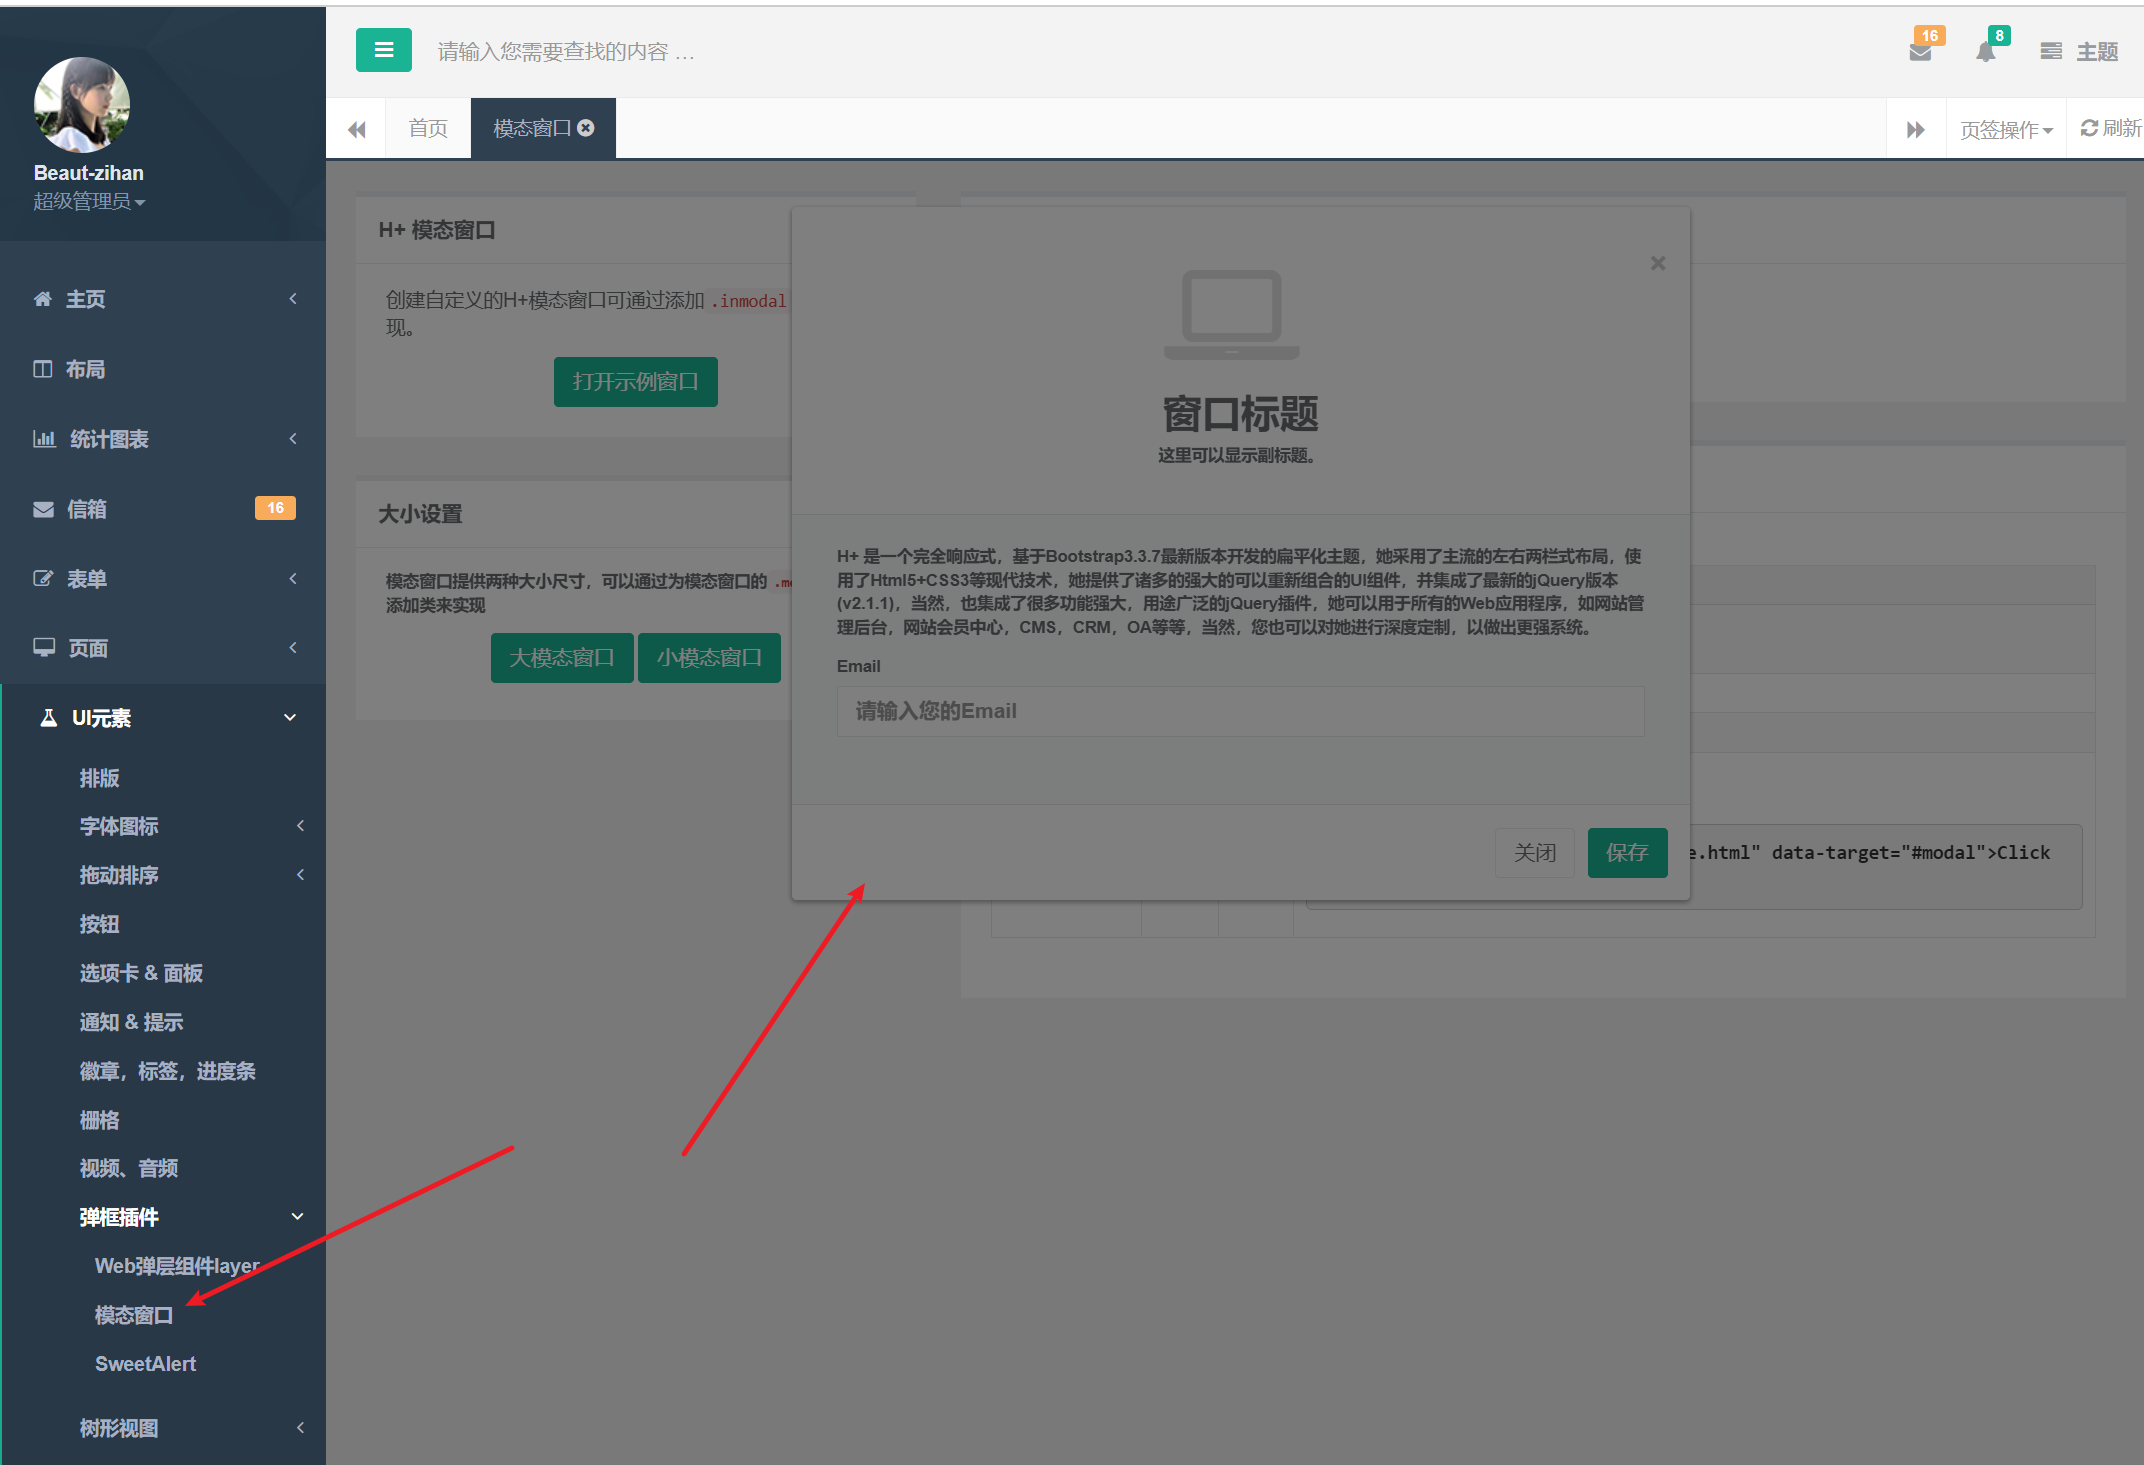 请输入您需要查找的内容 …
16
8
主题
首页
模态窗口
页签操作
刷新
Beaut-zihan
超级管理员
主页
布局
统计图表
信箱
16
表单
页面
UI元素
排版
字体图标
拖动排序
按钮
选项卡 & 面板
通知 & 提示
徽章，标签，进度条
栅格
视频、音频
弹框插件
Web弹层组件layer
模态窗口
SweetAlert
树形视图
H+ 模态窗口
创建自定义的H+模态窗口可通过添加 .inmodal
现。
打开示例窗口
大小设置
模态窗口提供两种大小尺寸，可以通过为模态窗口的 .mo
添加类来实现
大模态窗口
小模态窗口
窗口标题
这里可以显示副标题。
H+ 是一个完全响应式，基于Bootstrap3.3.7最新版本开发的扁平化主题，她采用了主流的左右两栏式布局，使
用了Html5+CSS3等现代技术，她提供了诸多的强大的可以重新组合的UI组件，并集成了最新的jQuery版本
(v2.1.1)，当然，也集成了很多功能强大，用途广泛的jQuery插件，她可以用于所有的Web应用程序，如网站管
理后台，网站会员中心，CMS，CRM，OA等等，当然，您也可以对她进行深度定制，以做出更强系统。
Email
请输入您的Email
关闭
保存
e.html" data-target="#modal">Click